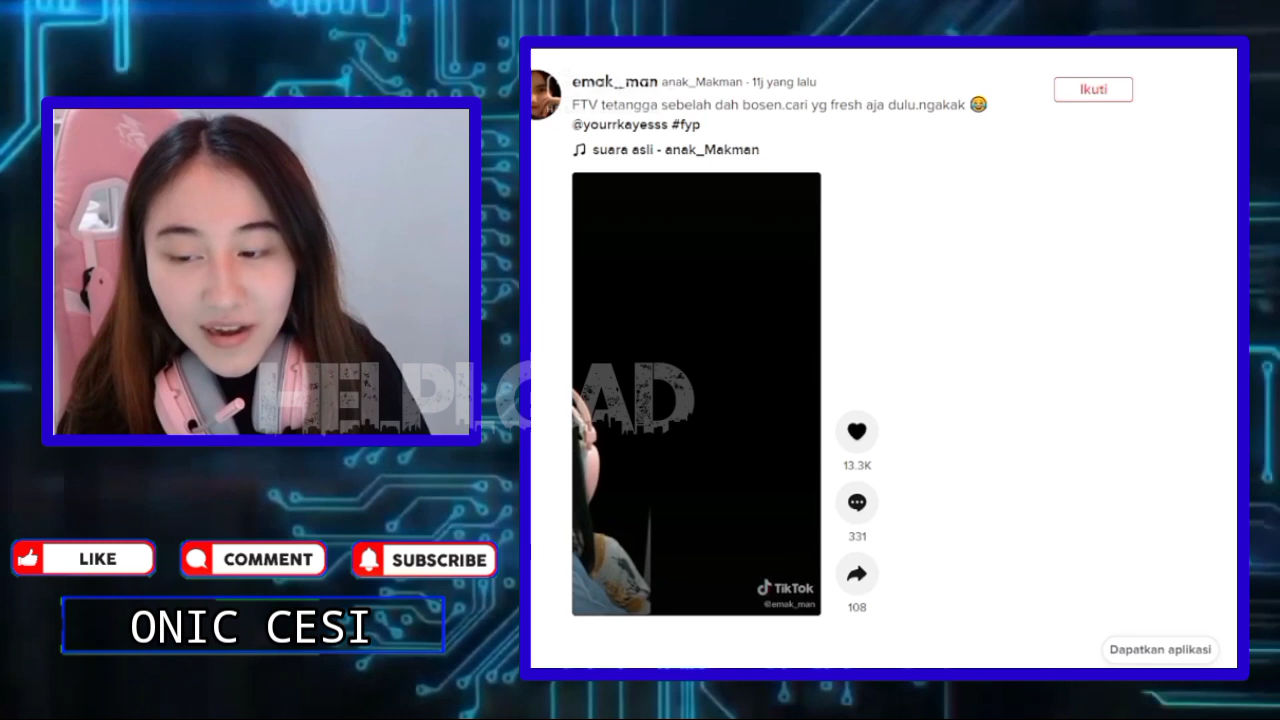 emak_man anak_Makman · 11j yang lalu
Ikuti
FTV tetangga sebelah dah bosen.cari yg fresh aja dulu.ngakak 😂
@yourrkayesss #fyp
♫ suara asli - anak_Makman
HELPLOAD
13.3K
331
108
TikTok
@emak_man
LIKE
COMMENT
SUBSCRIBE
ONIC CESI
Dapatkan aplikasi